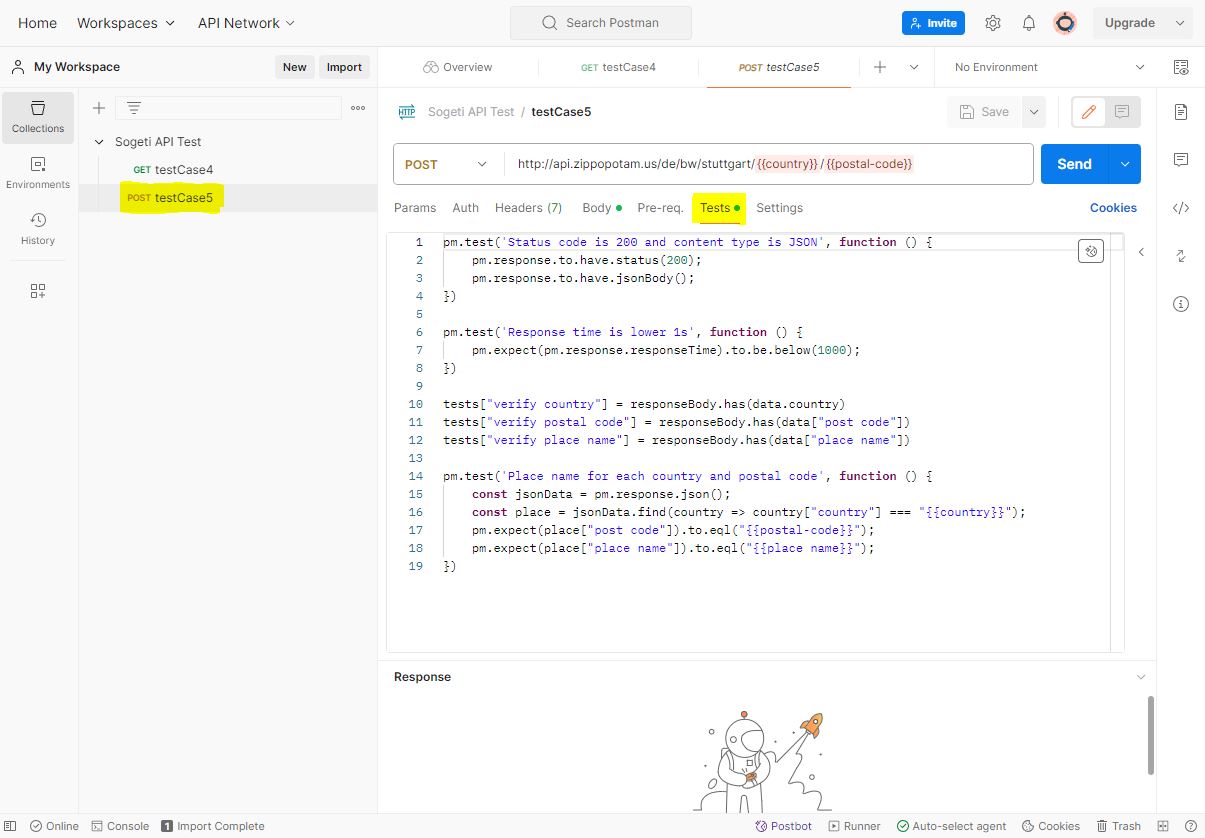 Home Workspaces API Network Search Postman Invite Upgrade
My Workspace New Import Overview GET testCase4 POST testCase5 No Environment
Collections
Environments
History
Sogeti API Test
GET testCase4
POST testCase5
HTTP Sogeti API Test / testCase5 Save
POST http://api.zippopotam.us/de/bw/stuttgart/{{country}}/{{postal-code}} Send
Params Auth Headers (7) Body Pre-req. Tests Settings Cookies
1 pm.test('Status code is 200 and content type is JSON', function () {
2 pm.response.to.have.status(200);
3 pm.response.to.have.jsonBody();
4 })
5
6 pm.test('Response time is lower 1s', function () {
7 pm.expect(pm.response.responseTime).to.be.below(1000);
8 })
9
10 tests["verify country"] = responseBody.has(data.country)
11 tests["verify postal code"] = responseBody.has(data["post code"])
12 tests["verify place name"] = responseBody.has(data["place name"])
13
14 pm.test('Place name for each country and postal code', function () {
15 const jsonData = pm.response.json();
16 const place = jsonData.find(country => country["country"] === "{{country}}");
17 pm.expect(place["post code"]).to.eql("{{postal-code}}");
18 pm.expect(place["place name"]).to.eql("{{place name}}");
19 })
Response
Online Console 1 Import Complete Postbot Runner Auto-select agent Cookies Trash